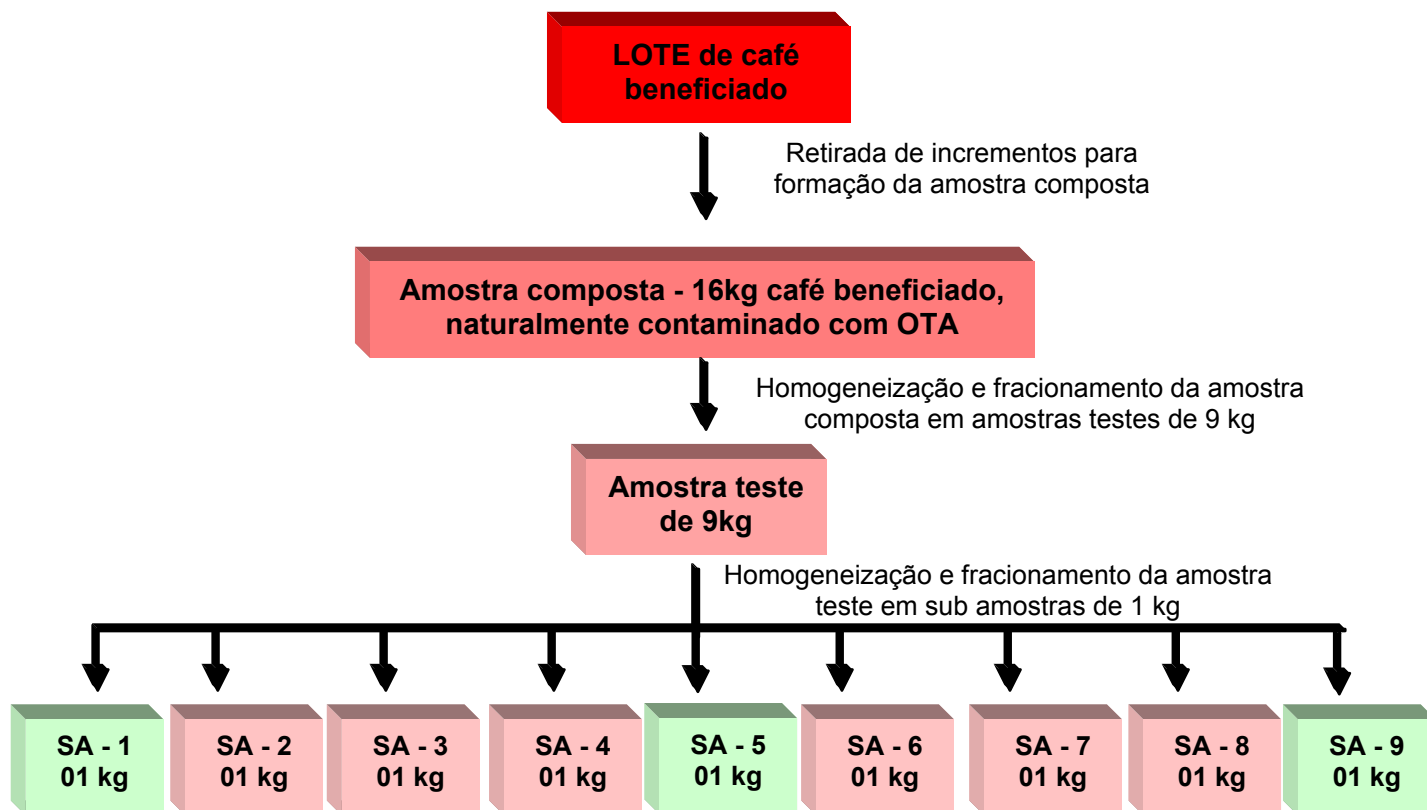 LOTE de café
beneficiado
Retirada de incrementos para
formação da amostra composta
Amostra composta - 16kg café beneficiado,
naturalmente contaminado com OTA
Homogeneização e fracionamento da amostra
composta em amostras testes de 9 kg
Amostra teste
de 9kg
Homogeneização e fracionamento da amostra
teste em sub amostras de 1 kg
SA - 1
01 kg
SA - 2
01 kg
SA - 3
01 kg
SA - 4
01 kg
SA - 5
01 kg
SA - 6
01 kg
SA - 7
01 kg
SA - 8
01 kg
SA - 9
01 kg